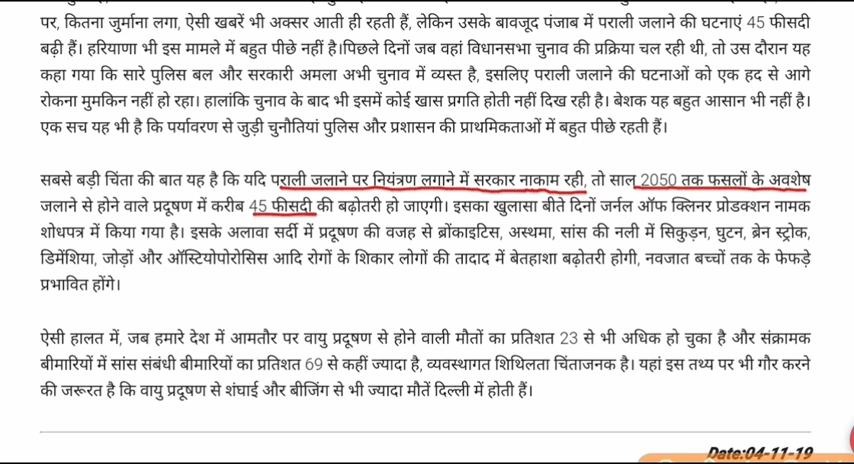 पर, कितना जुर्माना लगा, ऐसी खबरें भी अक्सर आती ही रहती हैं, लेकिन उसके बावजूद पंजाब में पराली जलाने की घटनाएं 45 फीसदी
बढ़ी हैं। हरियाणा भी इस मामले में बहुत पीछे नहीं है।पिछले दिनों जब वहां विधानसभा चुनाव की प्रक्रिया चल रही थी, तो उस दौरान यह
कहा गया कि सारे पुलिस बल और सरकारी अमला अभी चुनाव में व्यस्त है, इसलिए पराली जलाने की घटनाओं को एक हद से आगे
रोकना मुमकिन नहीं हो रहा। हालांकि चुनाव के बाद भी इसमें कोई खास प्रगति होती नहीं दिख रही है। बेशक यह बहुत आसान भी नहीं है।
एक सच यह भी है कि पर्यावरण से जुड़ी चुनौतियां पुलिस और प्रशासन की प्राथमिकताओं में बहुत पीछे रहती हैं।
सबसे बड़ी चिंता की बात यह है कि यदि पराली जलाने पर नियंत्रण लगाने में सरकार नाकाम रही, तो साल 2050 तक फसलों के अवशेष
जलाने से होने वाले प्रदूषण में करीब 45 फीसदी की बढ़ोतरी हो जाएगी। इसका खुलासा बीते दिनों जर्नल ऑफ क्लिनर प्रोडक्शन नामक
शोधपत्र में किया गया है। इसके अलावा सर्दी में प्रदूषण की वजह से ब्रोंकाइटिस, अस्थमा, सांस की नली में सिकुड़न, घुटन, ब्रेन स्ट्रोक,
डिमेंशिया, जोड़ों और ऑस्टियोपोरोसिस आदि रोगों के शिकार लोगों की तादाद में बेतहाशा बढ़ोतरी होगी, नवजात बच्चों तक के फेफड़े
प्रभावित होंगे।
ऐसी हालत में, जब हमारे देश में आमतौर पर वायु प्रदूषण से होने वाली मौतों का प्रतिशत 23 से भी अधिक हो चुका है और संक्रामक
बीमारियों में सांस संबंधी बीमारियों का प्रतिशत 69 से कहीं ज्यादा है, व्यवस्थागत शिथिलता चिंताजनक है। यहां इस तथ्य पर भी गौर करने
की जरूरत है कि वायु प्रदूषण से शंघाई और बीजिंग से भी ज्यादा मौतें दिल्ली में होती हैं।
Date:04-11-19